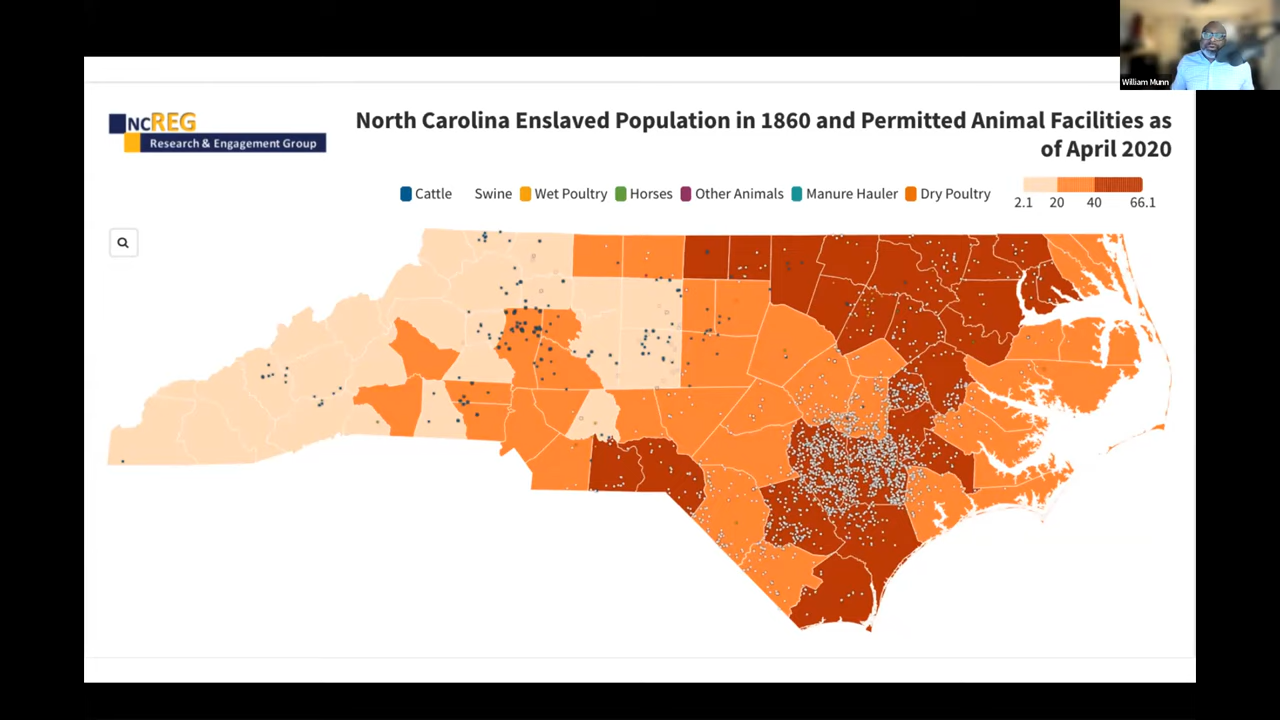 William Munn
NCREG
Research & Engagement Group
North Carolina Enslaved Population in 1860 and Permitted Animal Facilities as
of April 2020
Cattle Swine Wet Poultry Horses Other Animals Manure Hauler Dry Poultry
2.1 20 40 66.1